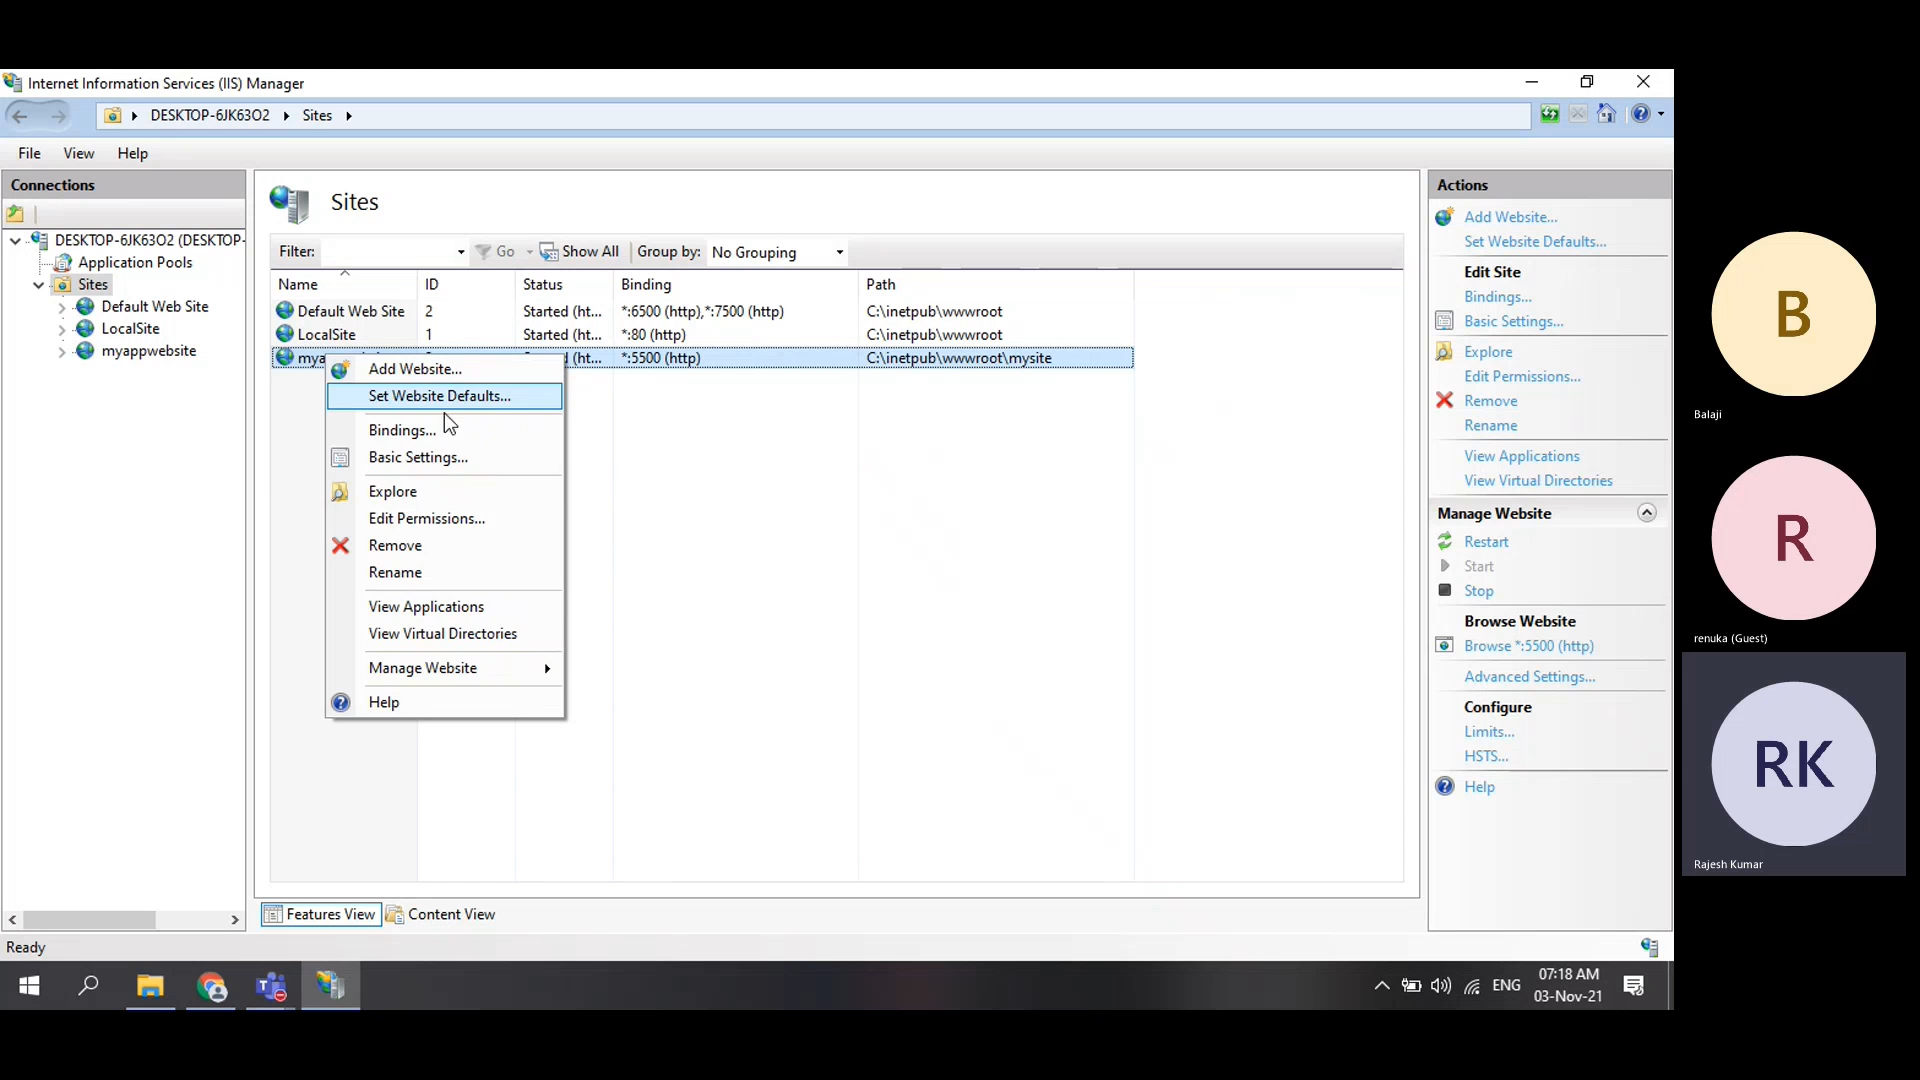 Internet Information Services (IIS) Manager
DESKTOP-6JK63O2
Sites
File View Help
Connections
DESKTOP-6JK63O2 (DESKTOP-
Application Pools
Sites
Default Web Site
LocalSite
myappwebsite
Sites
Filter: Go Show All Group by: No Grouping
Name ID Status Binding Path
Default Web Site 2 Started (ht... *:6500 (http),*:7500 (http) C:\inetpub\wwwroot
LocalSite 1 Started (ht... *:80 (http) C:\inetpub\wwwroot
(ht... *:5500 (http) C:\inetpub\wwwroot\mysite
Add Website...
Set Website Defaults...
Bindings...
Basic Settings...
Explore
Edit Permissions...
Remove
Rename
View Applications
View Virtual Directories
Manage Website
Help
Features View
Content View
Ready
Actions
Add Website...
Set Website Defaults...
Edit Site
Bindings...
Basic Settings...
Explore
Edit Permissions...
Remove
Rename
View Applications
View Virtual Directories
Manage Website
Restart
Start
Stop
Browse Website
Browse *:5500 (http)
Advanced Settings...
Configure
Limits...
HSTS...
Help
ENG
07:18 AM
03-Nov-21
B
Balaji
R
renuka (Guest)
RK
Rajesh Kumar